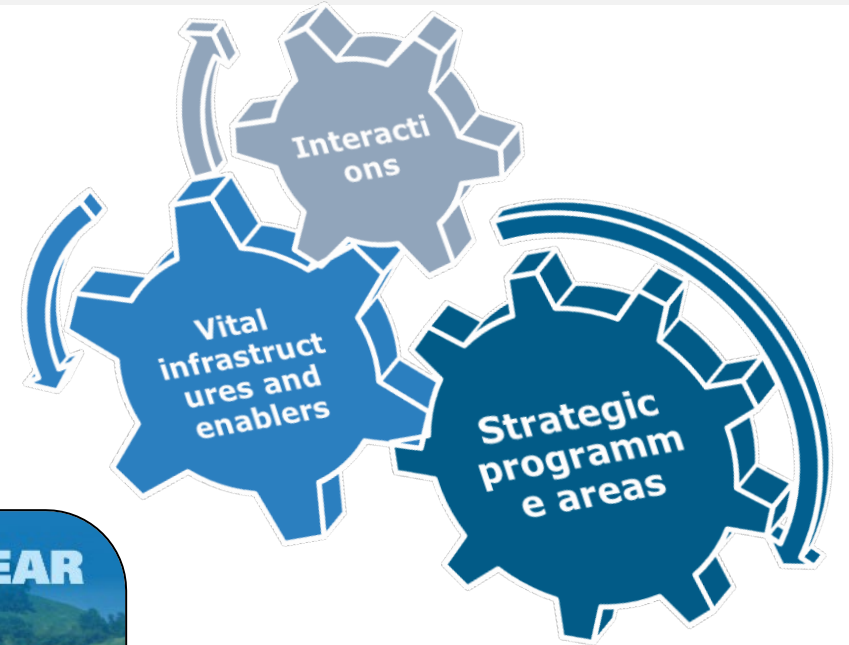 Interacti
ons
Vital
infrastruct
ures and
enablers
Strategic
programm
e areas
EAR